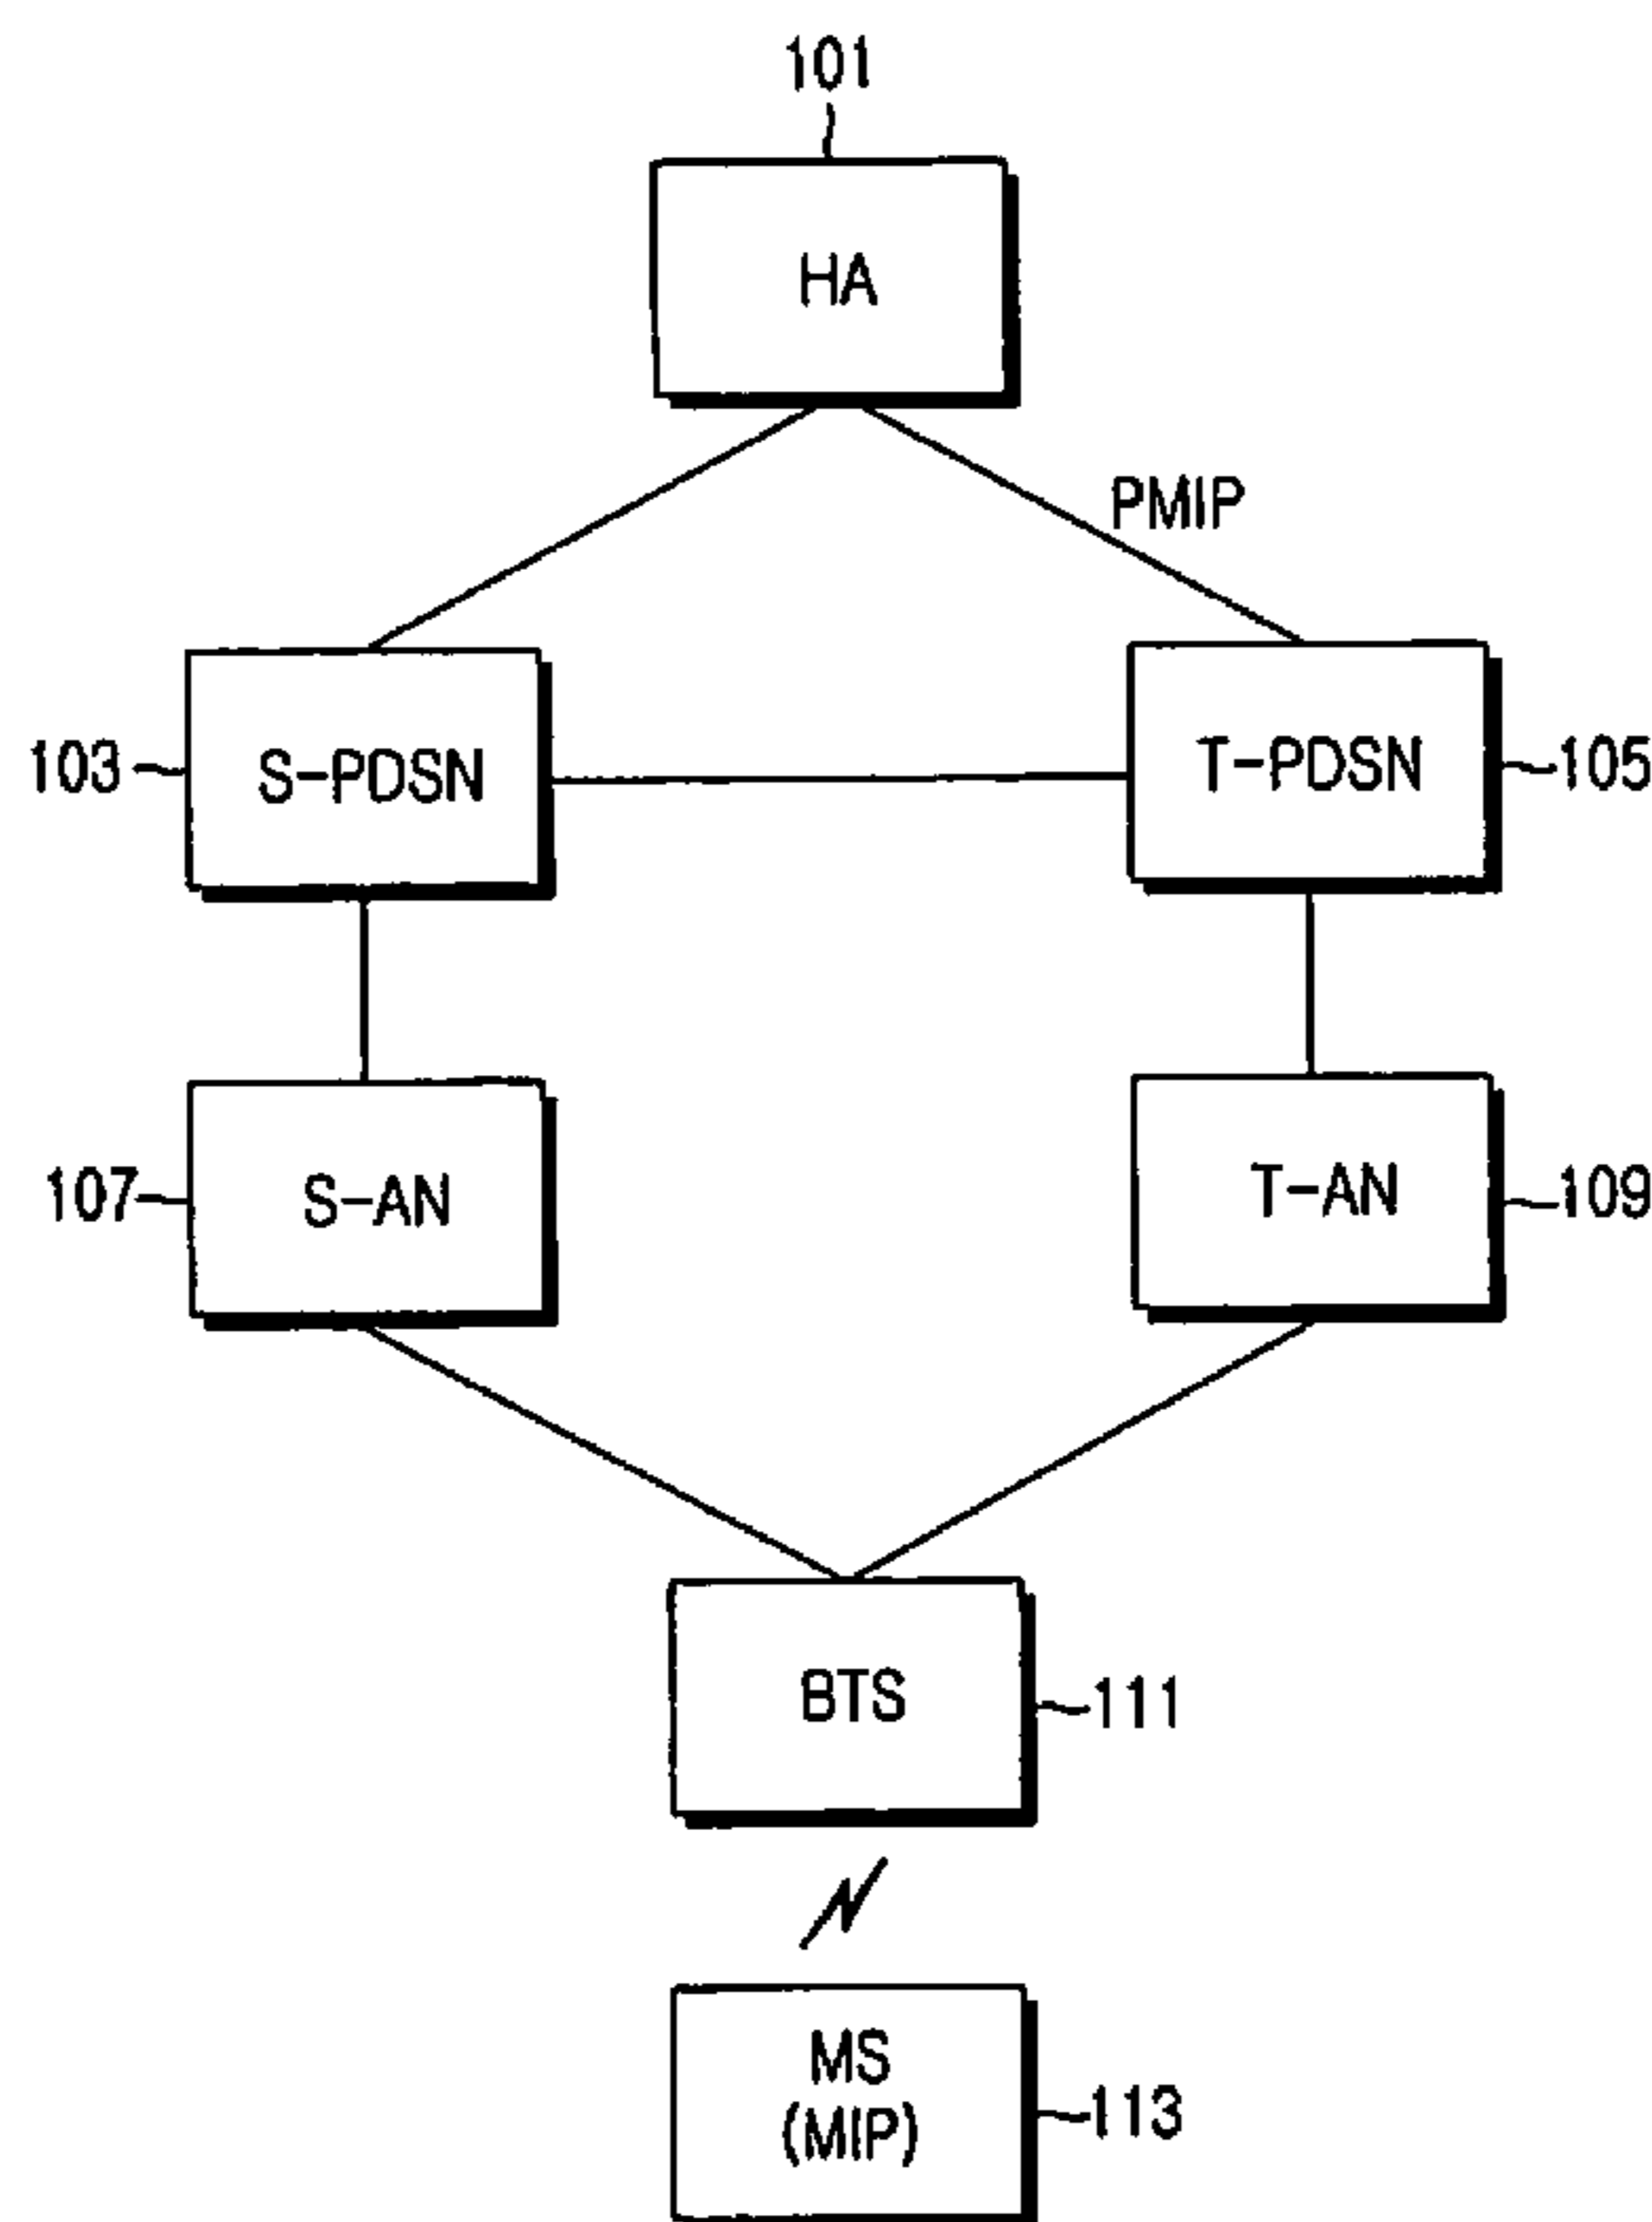 101
HA
PMIP
103
S-PDSN
T-PDSN
105
107
S-AN
T-AN
109
BTS
111
MS
(MIP)
113